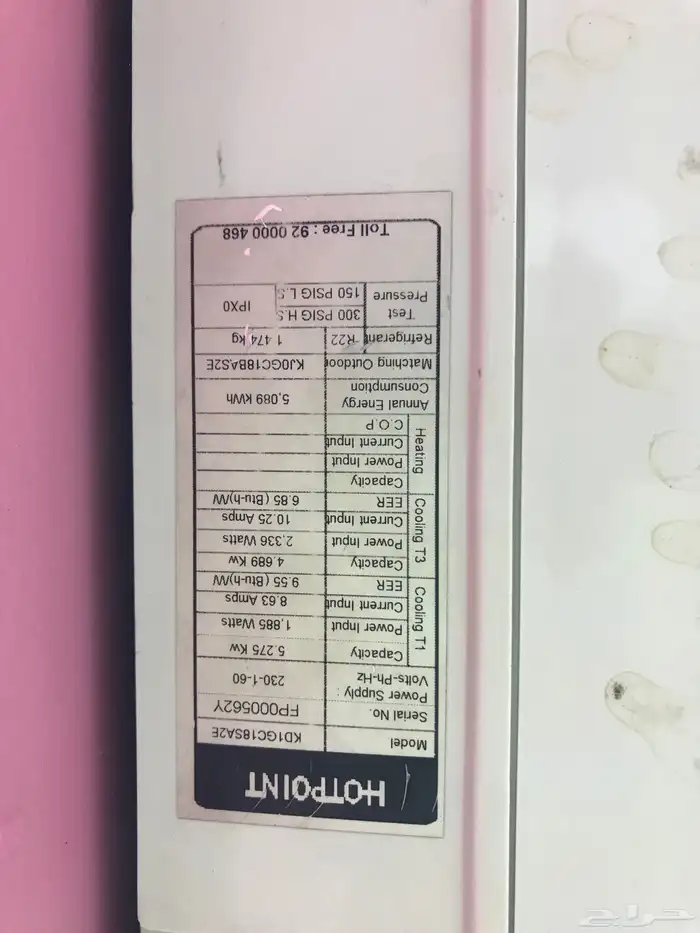 HOTPOINT
Model KD1GC18SA2E
Serial No. FP000562Y
Power Supply : Volts-Ph-Hz 230-1-60
Cooling T1
Capacity 5.275 Kw
Power Input 1,885 Watts
Current Input 8.63 Amps
EER 9.55 (Btu-h)/W
Cooling T3
Capacity 4.689 Kw
Power Input 2,336 Watts
Current Input 10.25 Amps
EER 6.85 (Btu-h)/W
Heating
Capacity
Power Input
Current Input
C.O.P
Annual Energy Consumption 5,089 kWh
Matching Outdoor KJ0GC18BAS2E
Refrigerant R22 1.474 kg
Test Pressure
300 PSIG H.S
150 PSIG L.S
IPX0
Toll Free : 92 0000 468
حراج